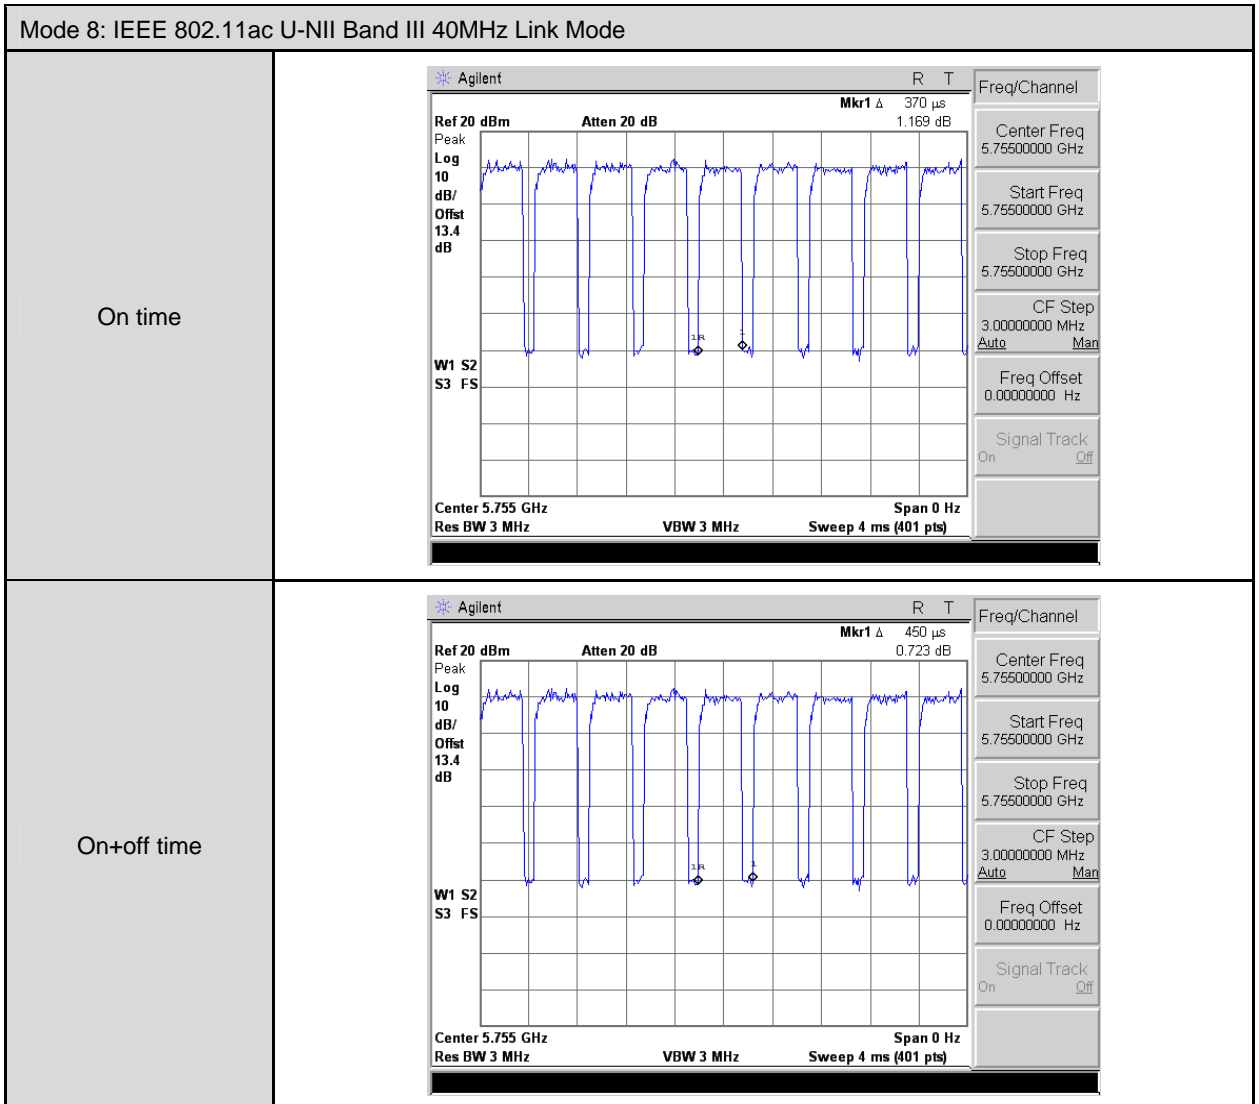 Mode 8: IEEE 802.11ac U-NII Band III 40MHz Link Mode
On time
Agilent R T
Mkr1 Δ 370 µs
Ref 20 dBm Atten 20 dB 1.169 dB
Peak
Log
10
dB/
Offst
13.4
dB
1R 1
W1 S2
S3 FS
Center 5.755 GHz Span 0 Hz
Res BW 3 MHz VBW 3 MHz Sweep 4 ms (401 pts)
Freq/Channel
Center Freq
5.75500000 GHz
Start Freq
5.75500000 GHz
Stop Freq
5.75500000 GHz
CF Step
3.00000000 MHz
Auto Man
Freq Offset
0.00000000 Hz
Signal Track
On Off
On+off time
Agilent R T
Mkr1 Δ 450 µs
Ref 20 dBm Atten 20 dB 0.723 dB
Peak
Log
10
dB/
Offst
13.4
dB
1R 1
W1 S2
S3 FS
Center 5.755 GHz Span 0 Hz
Res BW 3 MHz VBW 3 MHz Sweep 4 ms (401 pts)
Freq/Channel
Center Freq
5.75500000 GHz
Start Freq
5.75500000 GHz
Stop Freq
5.75500000 GHz
CF Step
3.00000000 MHz
Auto Man
Freq Offset
0.00000000 Hz
Signal Track
On Off